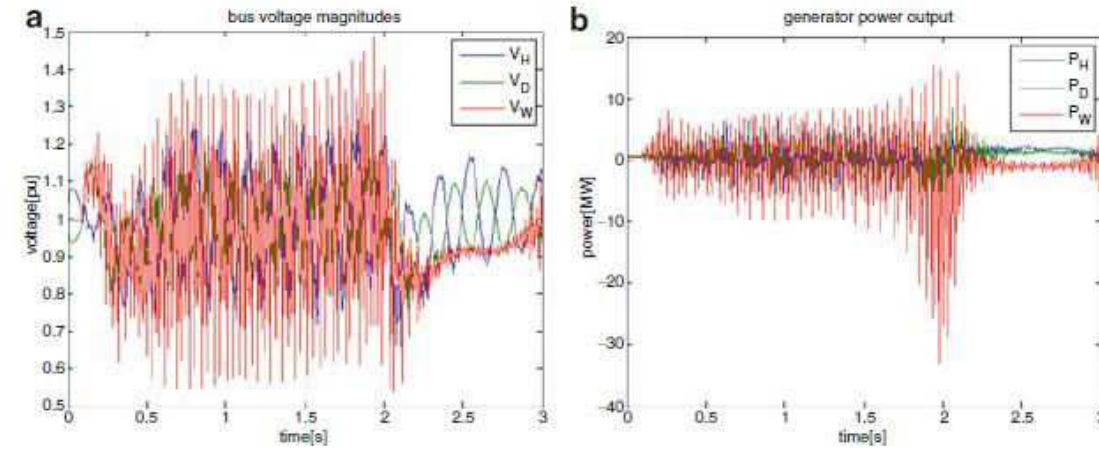 a
bus voltage magnitudes
1.5
1.4
1.3
1.2
1.1
1
0.9
0.8
0.7
0.6
0.5
voltage[pu]
V_H
V_D
V_W
0 0.5 1 1.5 2 2.5 3
time[s]
b
generator power output
20
10
0
-10
-20
-30
-40
power[MW]
P_H
P_D
P_W
0 0.5 1 1.5 2 2.5 3
time[s]